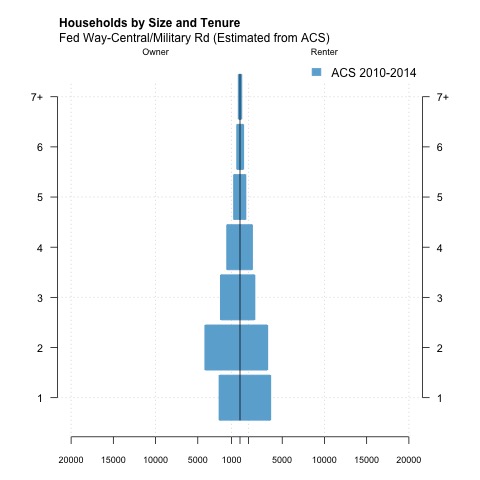 Households by Size and Tenure
Fed Way-Central/Military Rd (Estimated from ACS)
Owner Renter
ACS 2010-2014
7+ 7+
6 6
5 5
4 4
3 3
2 2
1 1
20000 15000 10000 5000 1000 5000 10000 15000 20000